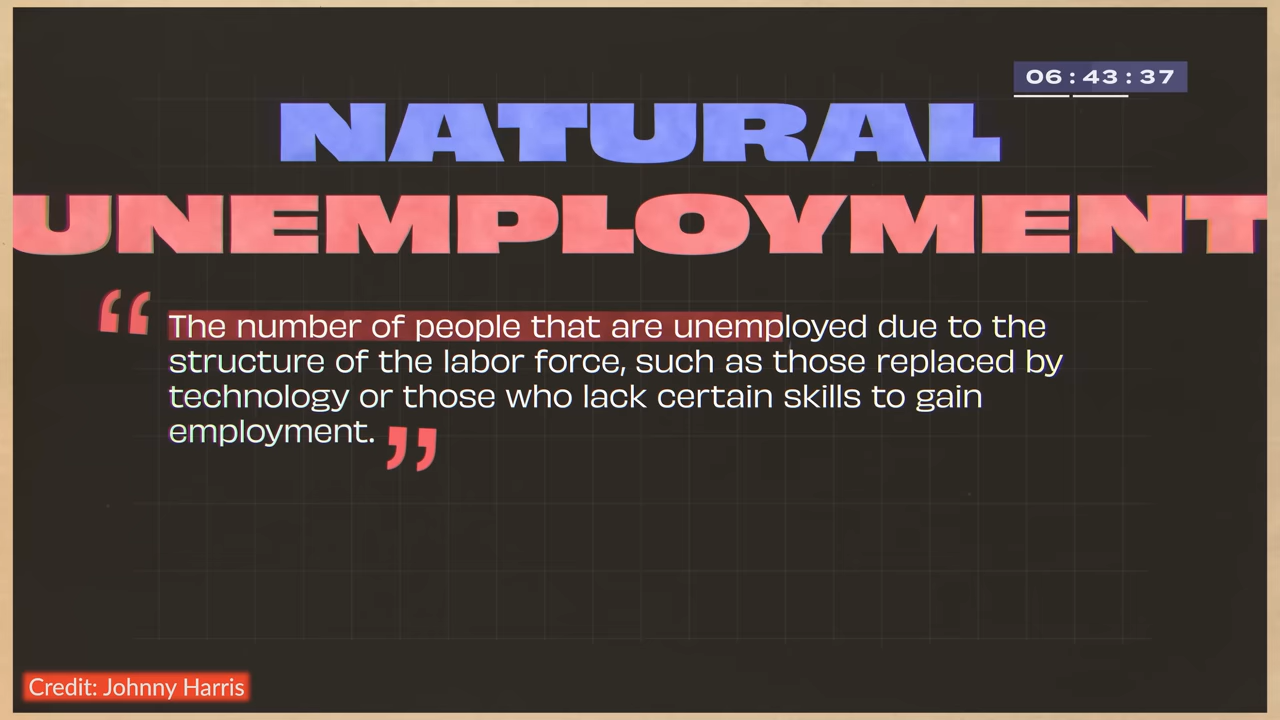 06 : 43 : 37
NATURAL
UNEMPLOYMENT
“The number of people that are unemployed due to the
structure of the labor force, such as those replaced by
technology or those who lack certain skills to gain
employment.”
Credit: Johnny Harris